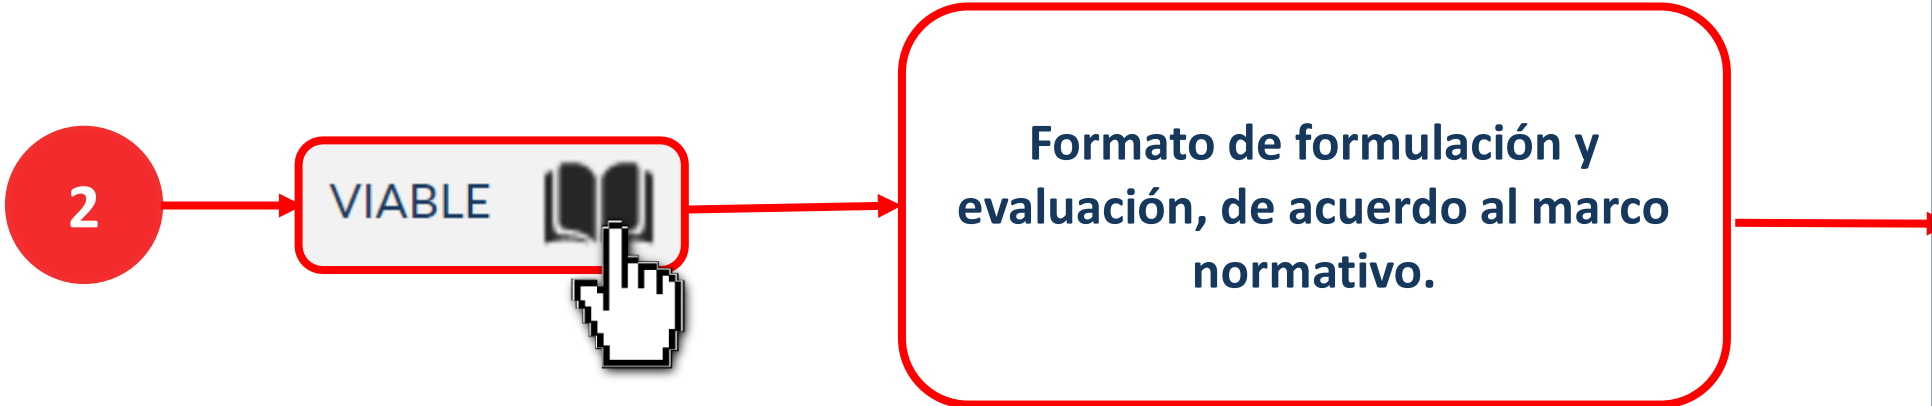 2
VIABLE
Formato de formulación y
evaluación, de acuerdo al marco
normativo.